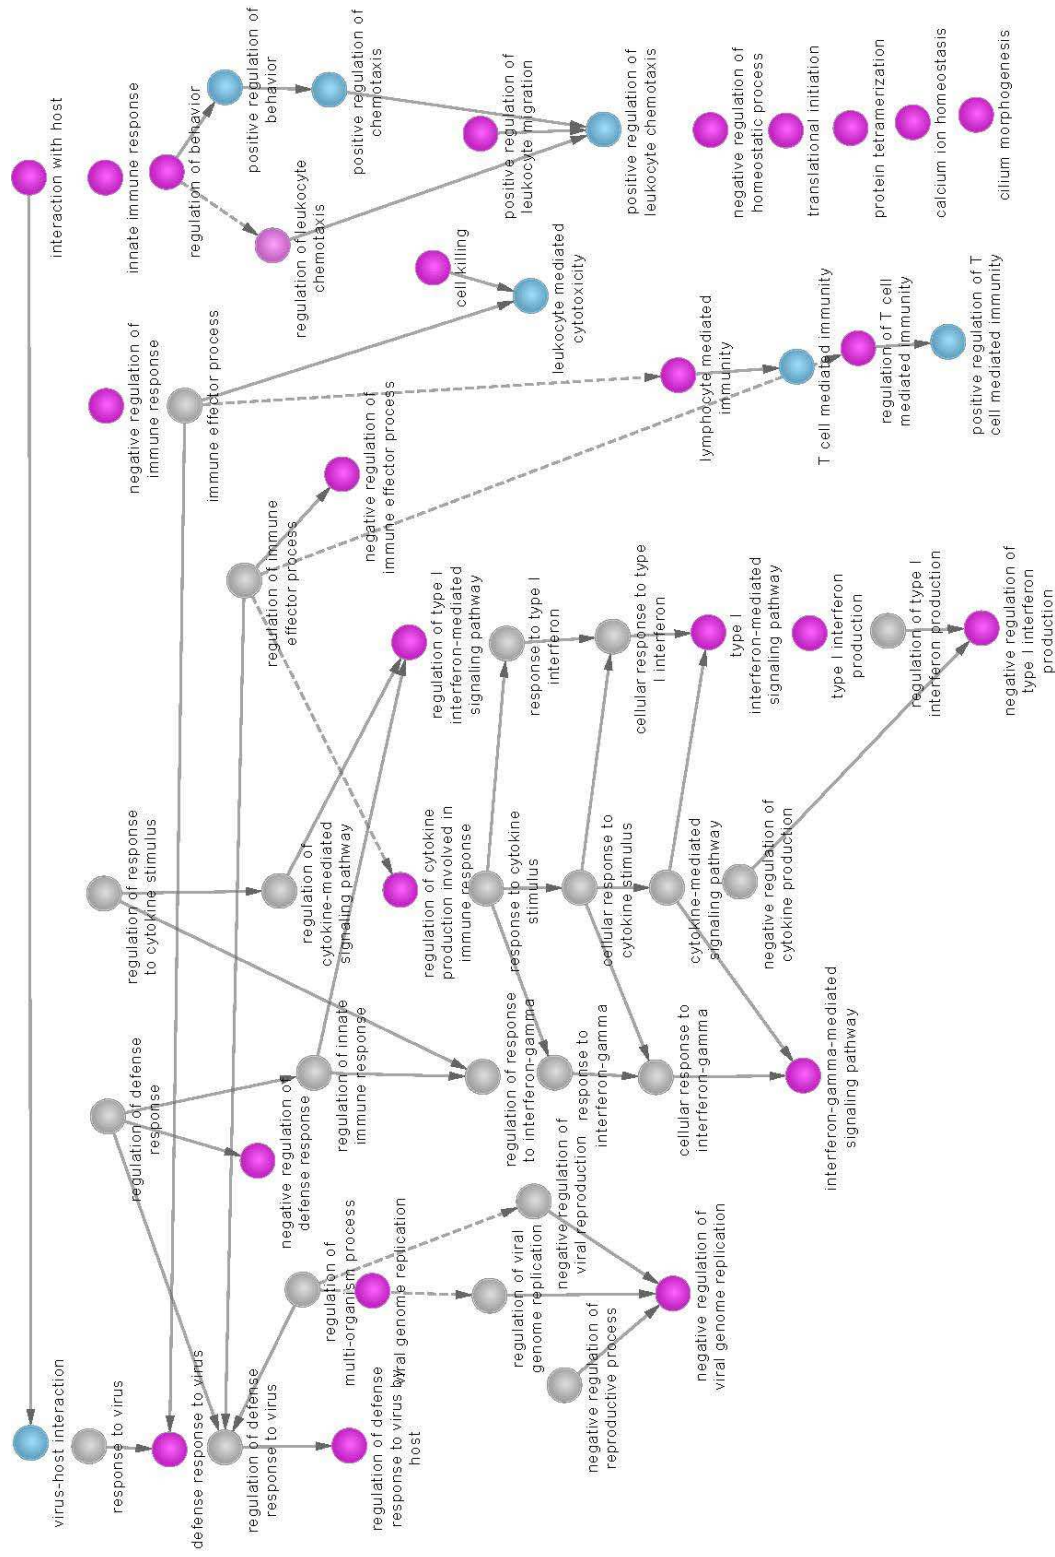 interaction with host
innate immune response
regulation of behavior
positive regulation of
behavior
positive regulation of
chemotaxis
regulation of leukocyte
chemotaxis
positive regulation of
leukocyte migration
positive regulation of
leukocyte chemotaxis
negative regulation of
homeostatic process
translational initiation
protein tetramerization
calcium ion homeostasis
cilium morphogenesis
negative regulation of
immune response
immune effector process
cell killing
leukocyte mediated
cytotoxicity
lymphocyte mediated
immunity
T cell mediated immunity
regulation of T cell
mediated immunity
positive regulation of T
cell mediated immunity
regulation of immune
effector process
negative regulation of
immune effector process
regulation of type I
interferon-mediated
signaling pathway
response to type I
interferon
cellular response to type
I interferon
type I
interferon-mediated
signaling pathway
type I interferon
production
regulation of type I
interferon production
negative regulation of
type I interferon
production
regulation of response
to cytokine stimulus
regulation of
cytokine-mediated
signaling pathway
regulation of cytokine
production involved in
immune response
response to cytokine
stimulus
cellular response to
cytokine stimulus
cytokine-mediated
signaling pathway
negative regulation of
cytokine production
regulation of defense
response
negative regulation of
defense response
regulation of innate
immune response
regulation of response
to interferon-gamma
response to
interferon-gamma
cellular response to
interferon-gamma
interferon-gamma-mediated
signaling pathway
regulation of
multi-organism process
viral genome replication
regulation of viral
genome replication
negative regulation of
viral reproduction
negative regulation of
reproductive process
negative regulation of
viral genome replication
virus-host interaction
response to virus
defense response to virus
regulation of defense
response to virus
regulation of defense
response to virus by
host